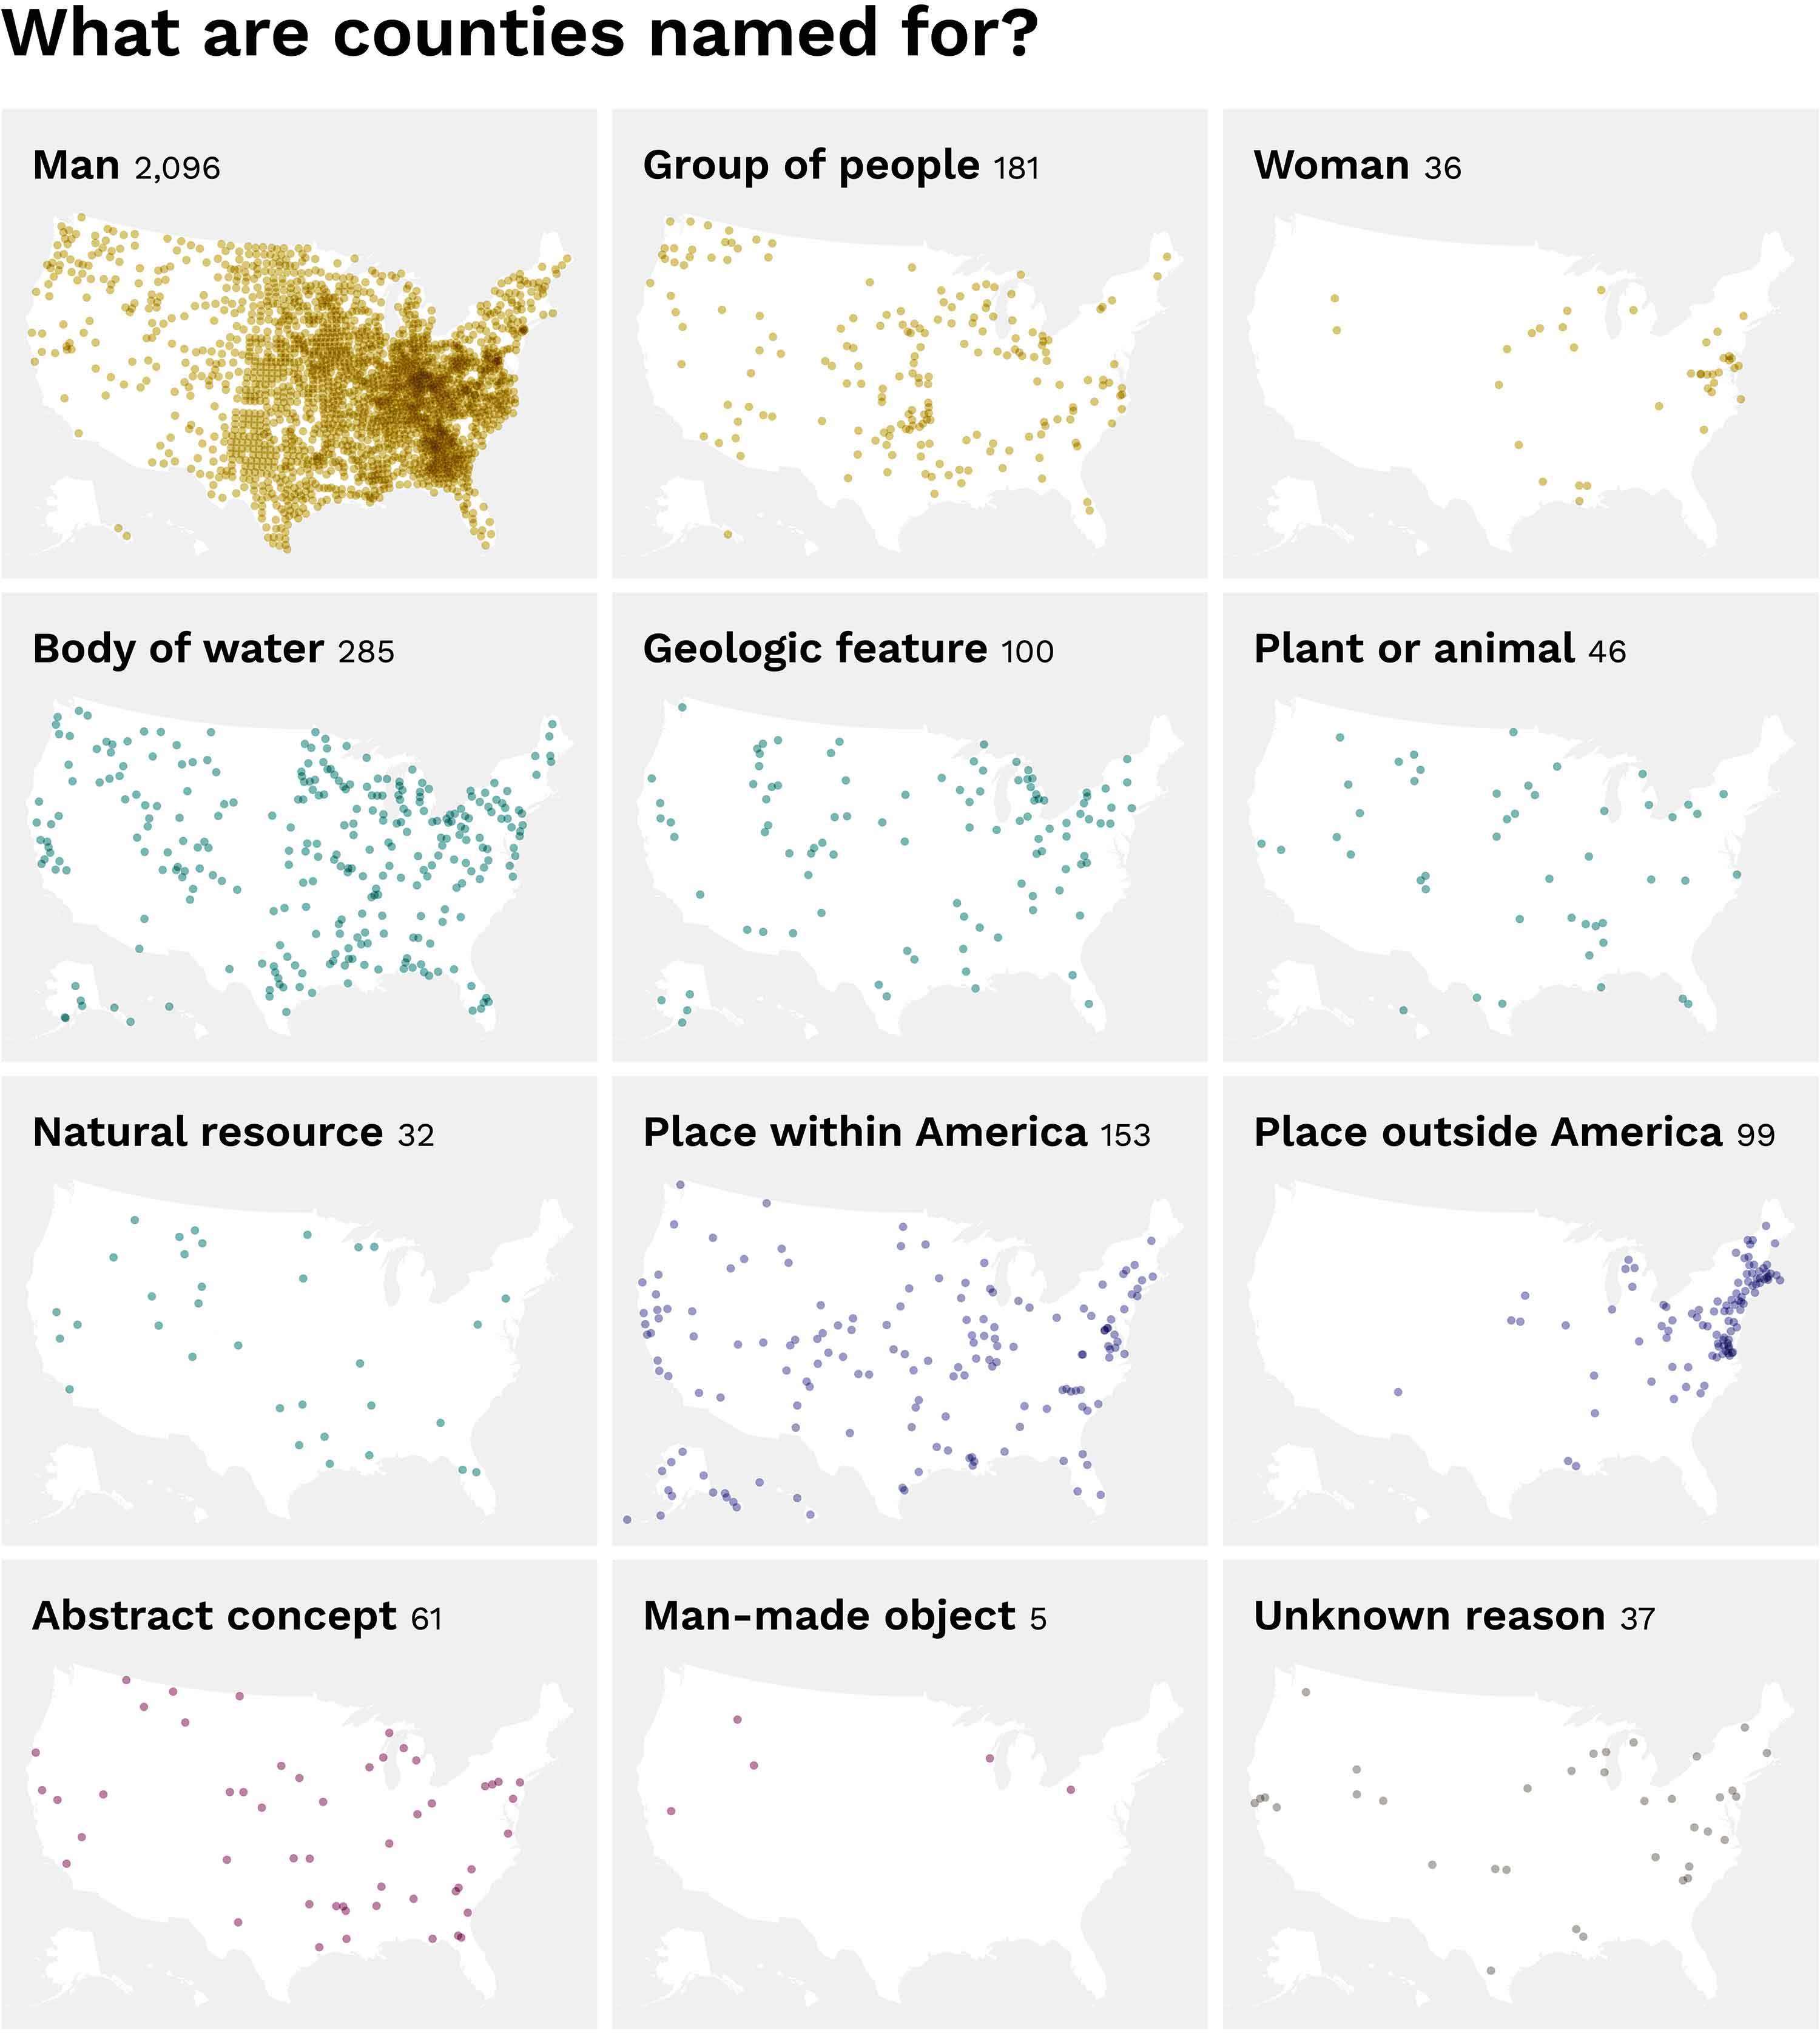 What are counties named for?
Man 2,096
Group of people 181
Woman 36
Body of water 285
Geologic feature 100
Plant or animal 46
Natural resource 32
Place within America 153
Place outside America 99
Abstract concept 61
Man-made object 5
Unknown reason 37